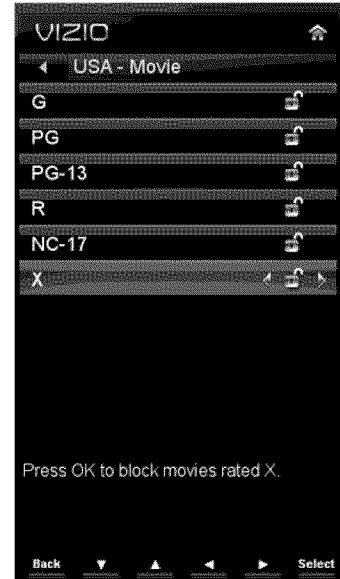 VIZIO
USA - Movie
G
PG
PG-13
R
NC-17
X
Press OK to block movies rated X.
Back Select